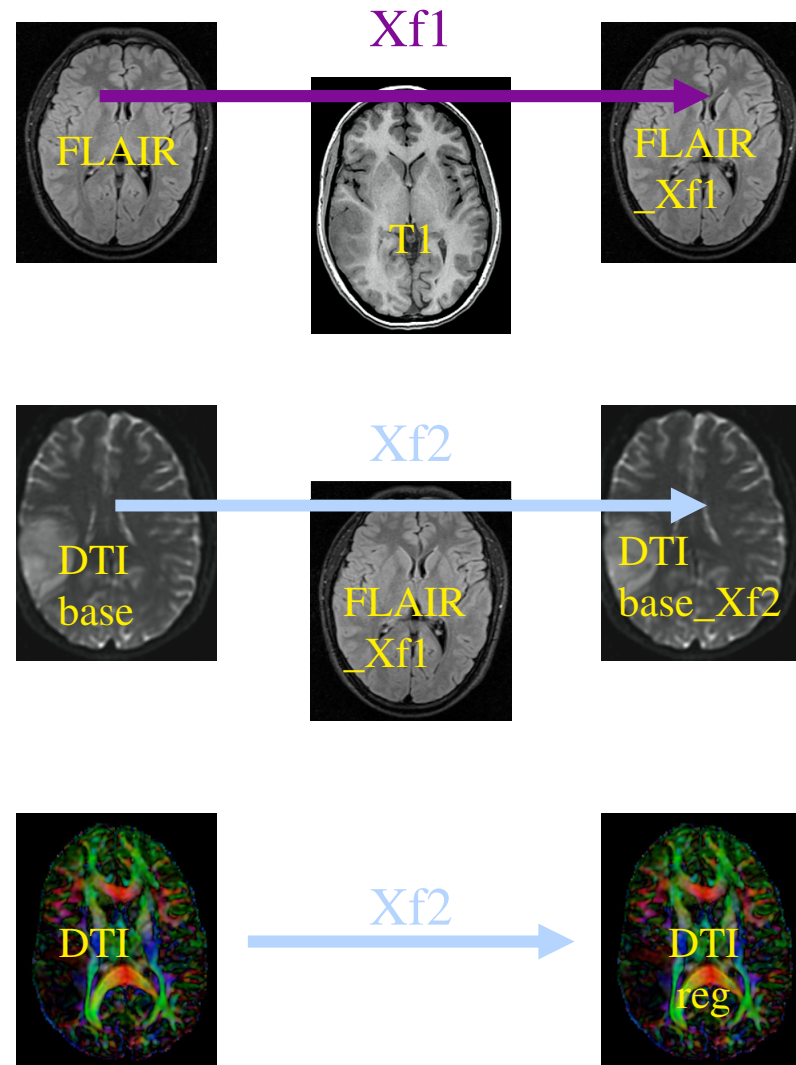 Xf1
FLAIR
T1
FLAIR
_Xf1
Xf2
DTI
base
FLAIR
_Xf1
DTI
base_Xf2
Xf2
DTI
DTI
reg